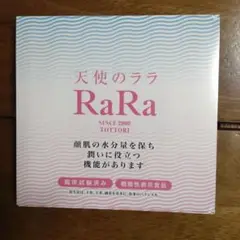 天使のララ
RaRa
SINCE 2000
TOTTORI
顔肌の水分量を保ち
潤いに役立つ
機能があります
臨床試験済み
機能性表示食品